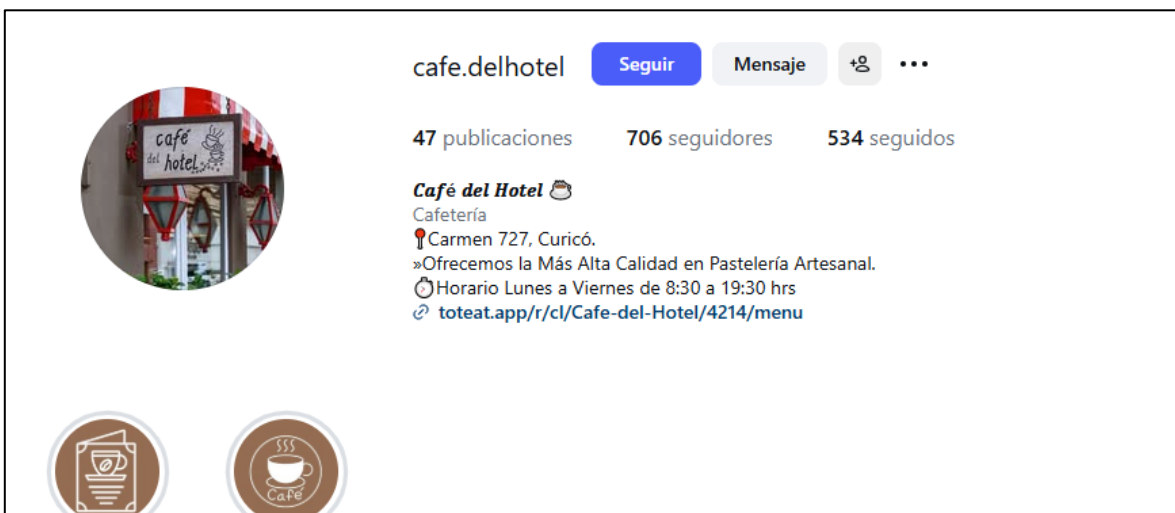 cafe.delhotel Seguir Mensaje
47 publicaciones 706 seguidores 534 seguidos
café
del hotel
Café del Hotel
Cafetería
Carmen 727, Curicó.
»Ofrecemos la Más Alta Calidad en Pastelería Artesanal.
Horario Lunes a Viernes de 8:30 a 19:30 hrs
toteat.app/r/cl/Cafe-del-Hotel/4214/menu
Café